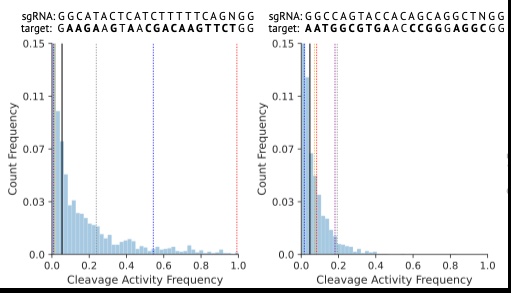 sgRNA: GGCATACTCATCTTTTTCAGNGG
target: GAAGAAGTAACGACAAGTTCTGG
0.15
0.11
0.07
0.03
0.0
Count Frequency
0.0 0.2 0.4 0.6 0.8 1.0
Cleavage Activity Frequency
sgRNA: GGCCAGTACCACAGCAGGCTNGG
target: AATGGCGTGAACCCGGGAGGCGG
0.15
0.11
0.07
0.03
0.0
Count Frequency
0.0 0.2 0.4 0.6 0.8 1.0
Cleavage Activity Frequency